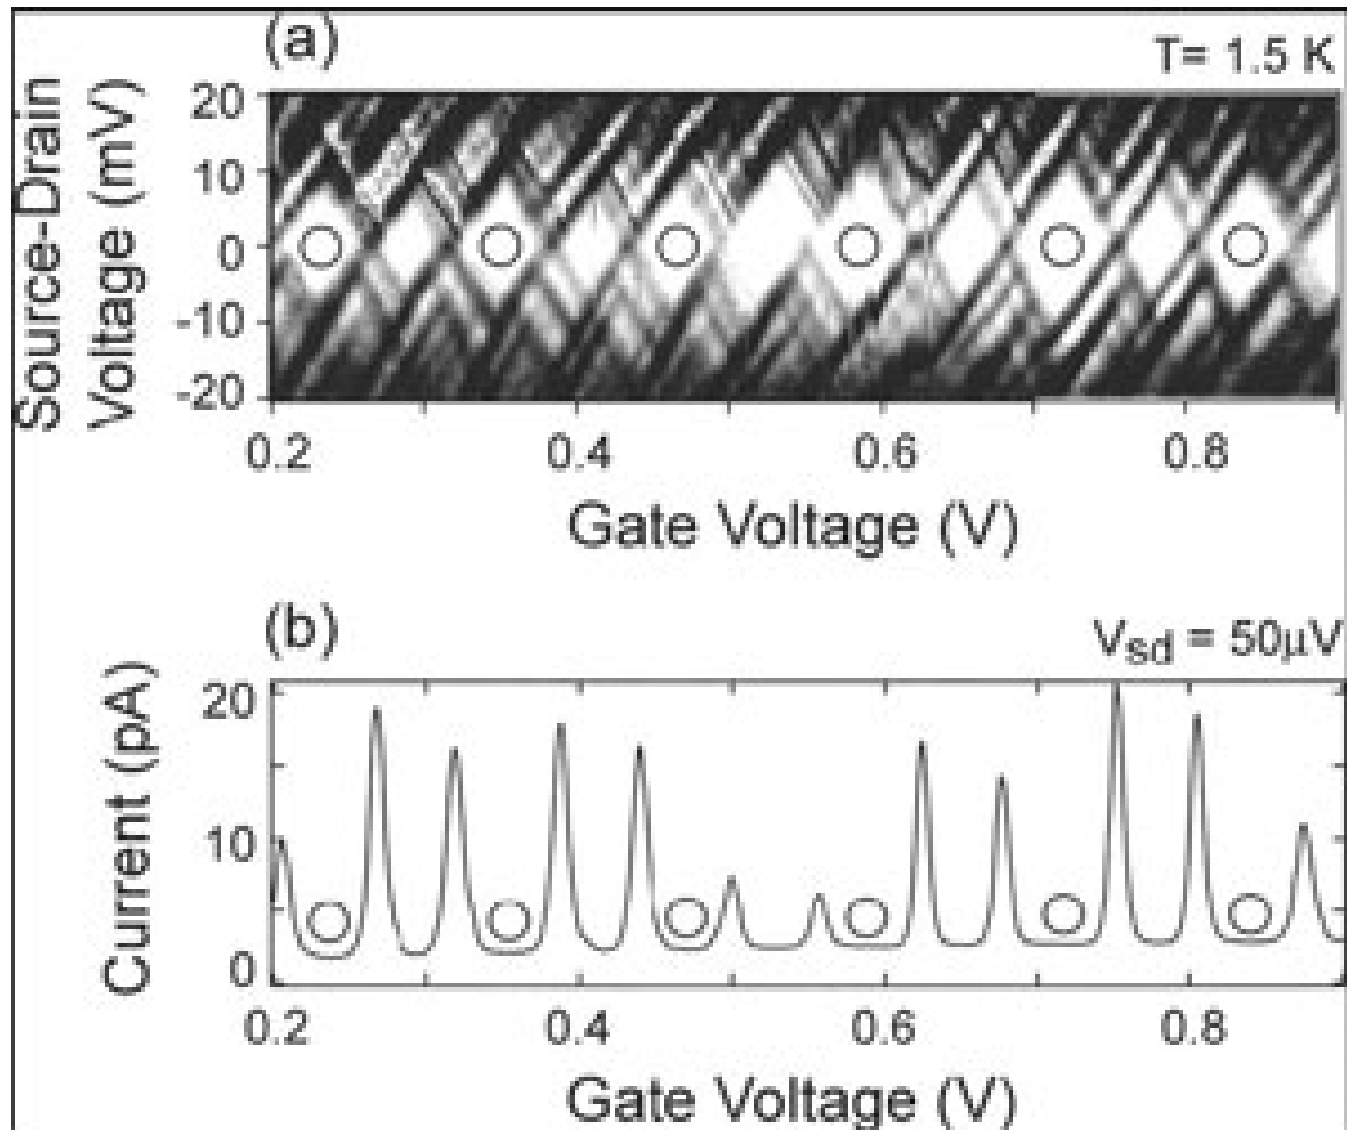 (a)
T= 1.5 K
Source-Drain
Voltage (mV)
20
10
0
-10
-20
0.2 0.4 0.6 0.8
Gate Voltage (V)
(b)
Vsd = 50μV
Current (pA)
20
10
0
0.2 0.4 0.6 0.8
Gate Voltage (V)